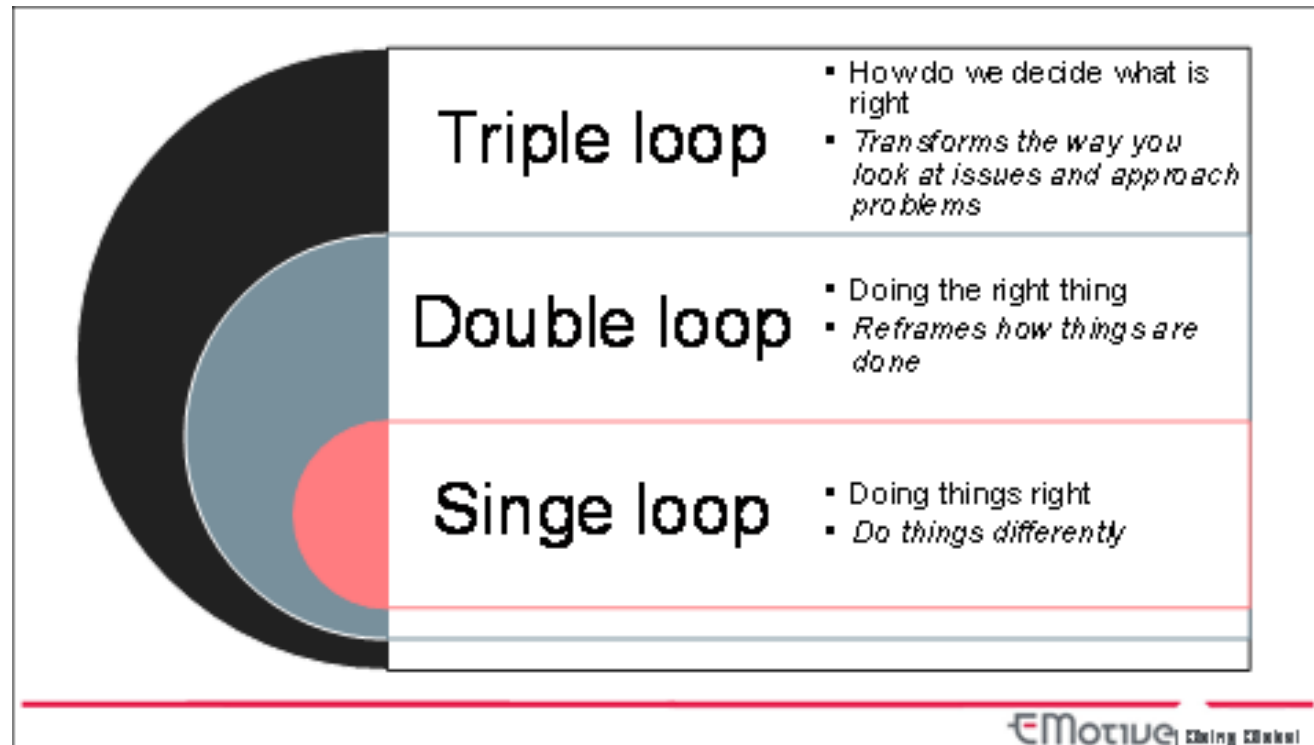 Triple loop
▪ How do we decide what is
right
▪ Transforms the way you
look at issues and approach
problems
Double loop
▪ Doing the right thing
▪ Reframes how things are
done
Singe loop
▪ Doing things right
▪ Do things differently
EMotive |